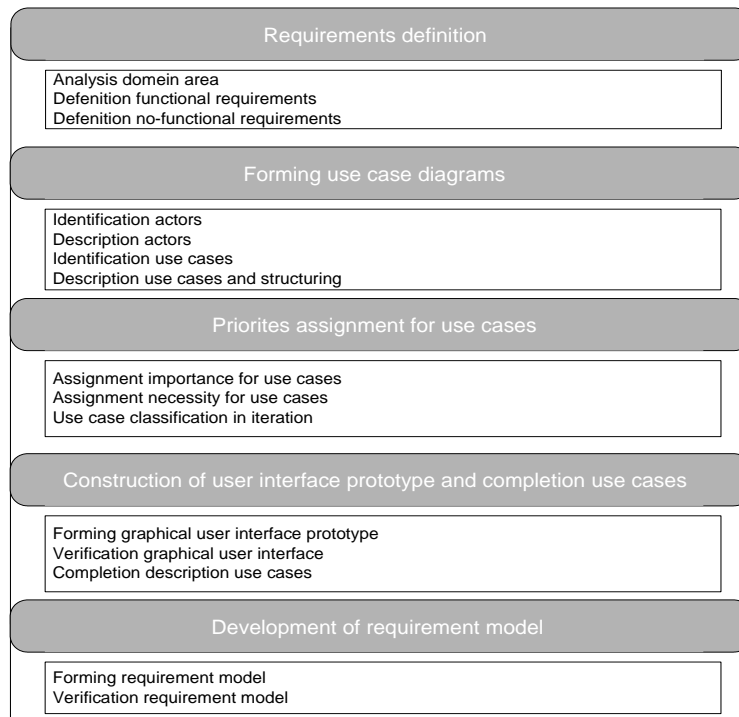 Requirements definition
Analysis domein area
Defenition functional requirements
Defenition no-functional requirements
Forming use case diagrams
Identification actors
Description actors
Identification use cases
Description use cases and structuring
Priorites assignment for use cases
Assignment importance for use cases
Assignment necessity for use cases
Use case classification in iteration
Construction of user interface prototype and completion use cases
Forming graphical user interface prototype
Verification graphical user interface
Completion description use cases
Development of requirement model
Forming requirement model
Verification requirement model